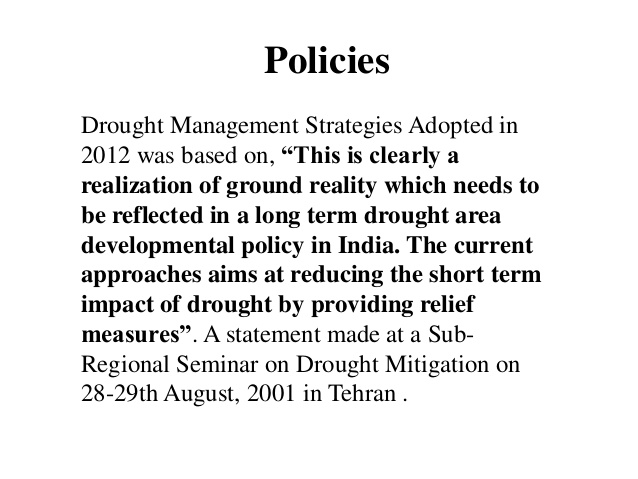 Policies
Drought Management Strategies Adopted in
2012 was based on, “This is clearly a
realization of ground reality which needs to
be reflected in a long term drought area
developmental policy in India. The current
approaches aims at reducing the short term
impact of drought by providing relief
measures”. A statement made at a Sub-
Regional Seminar on Drought Mitigation on
28-29th August, 2001 in Tehran .